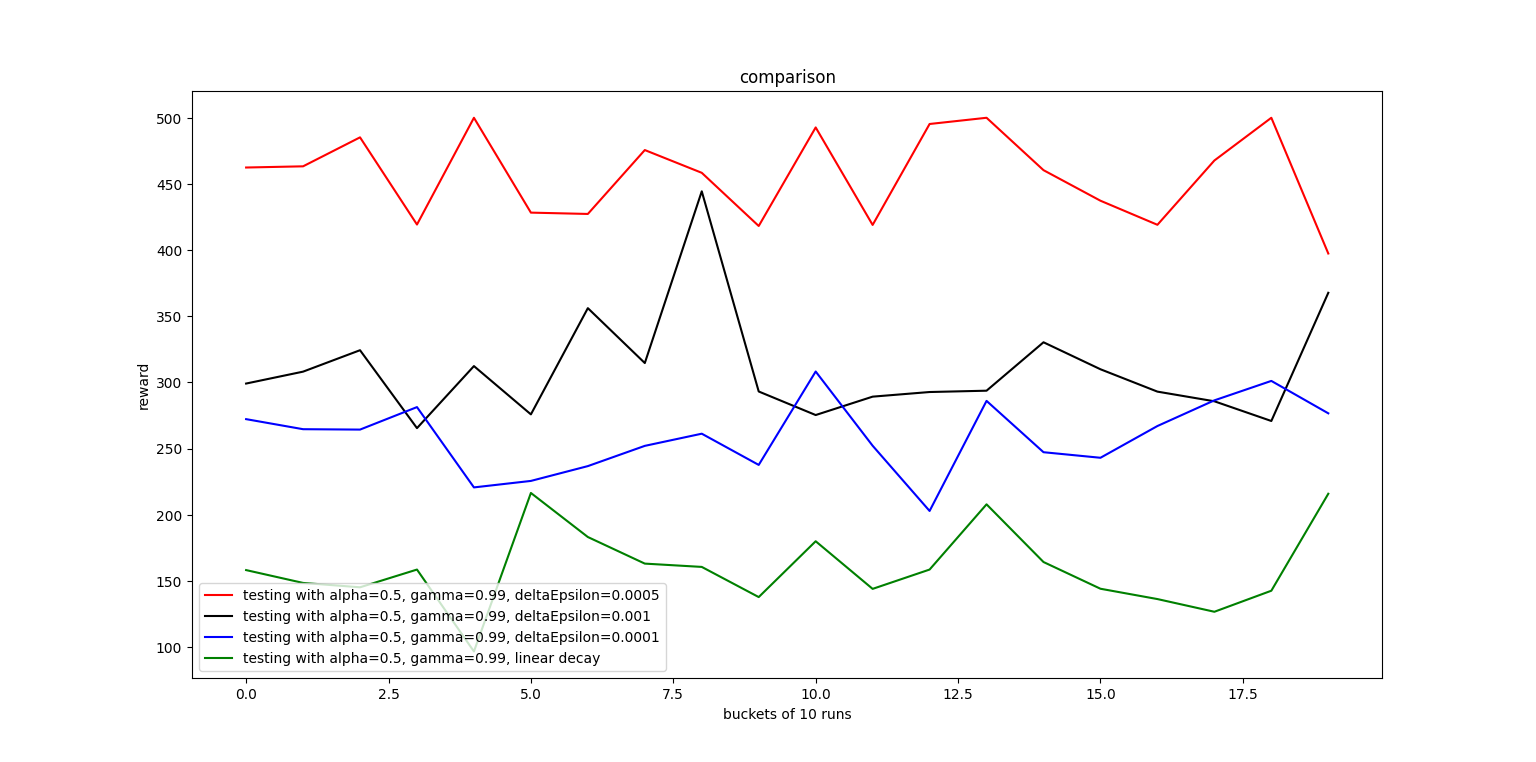 comparison
500
450
400
350
300
250
200
150
100
reward
testing with alpha=0.5, gamma=0.99, deltaEpsilon=0.0005
testing with alpha=0.5, gamma=0.99, deltaEpsilon=0.001
testing with alpha=0.5, gamma=0.99, deltaEpsilon=0.0001
testing with alpha=0.5, gamma=0.99, linear decay
0.0 2.5 5.0 7.5 10.0 12.5 15.0 17.5
buckets of 10 runs